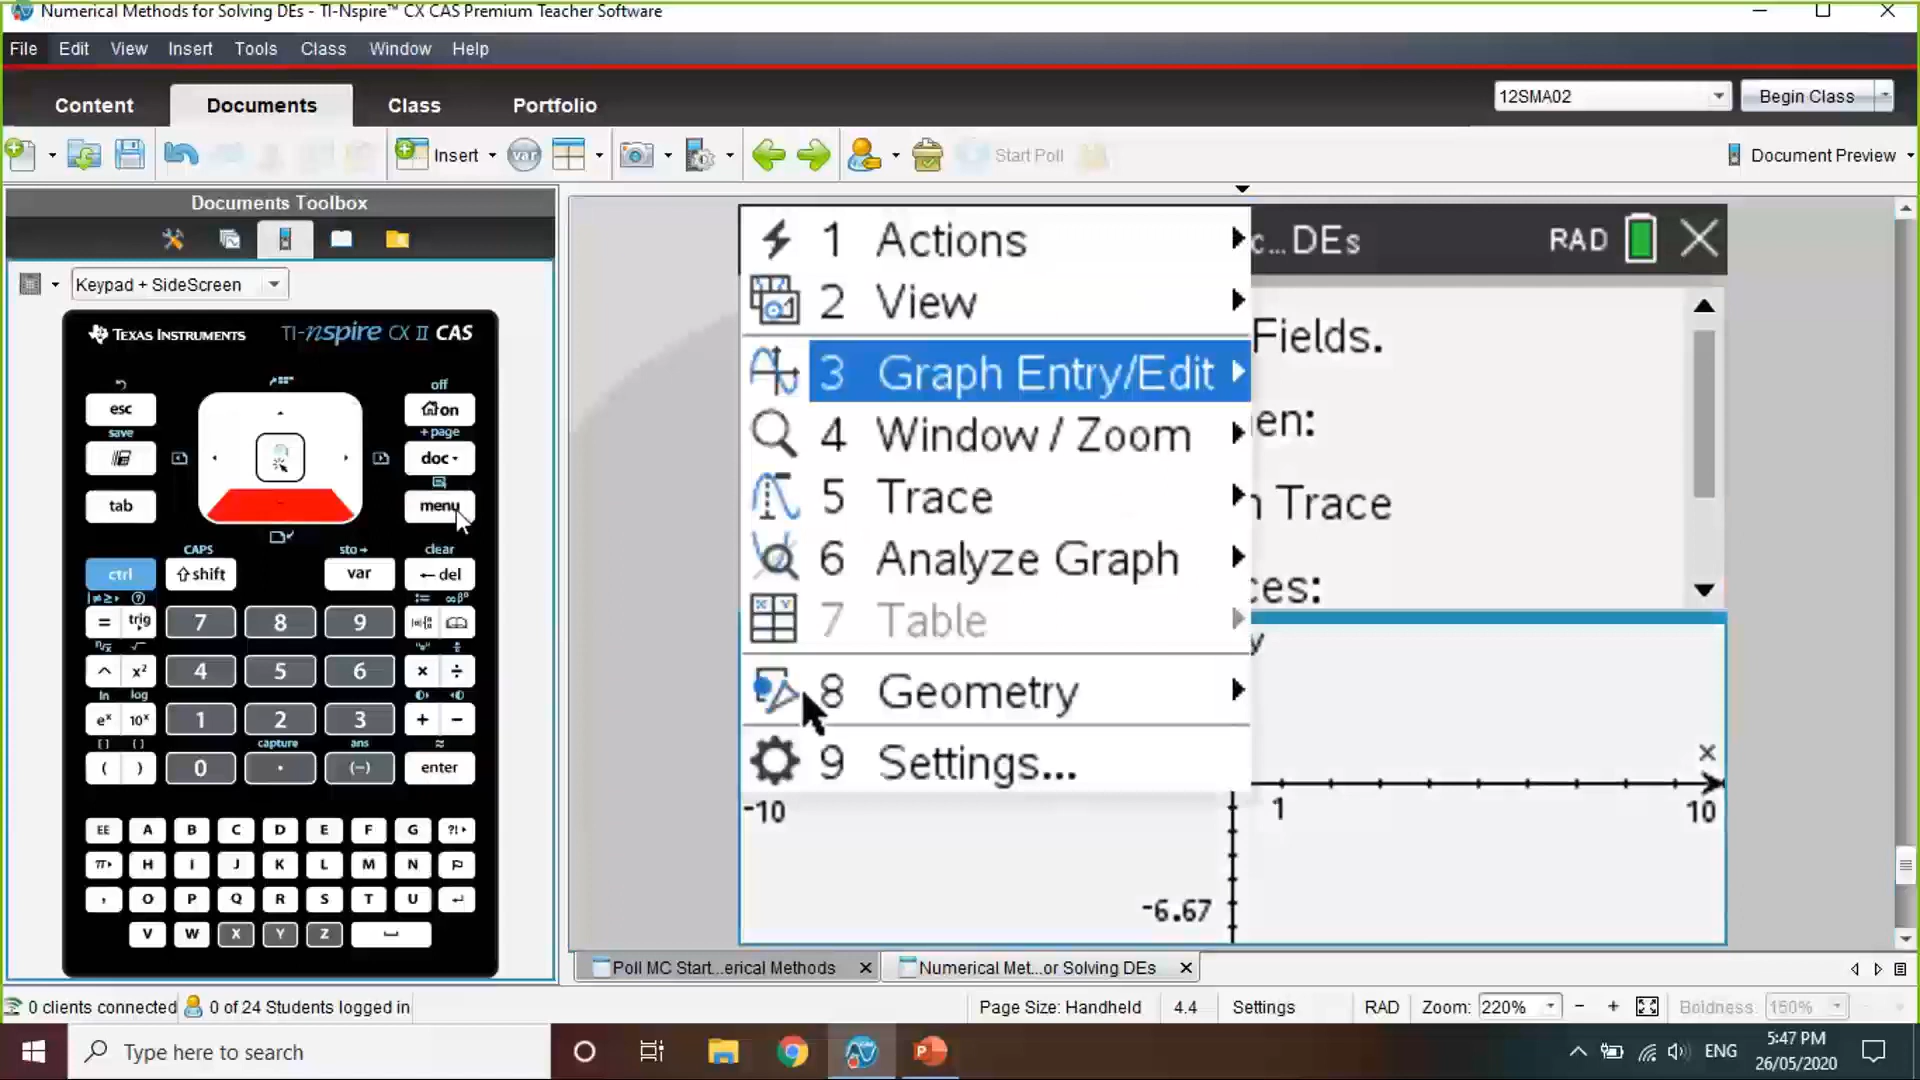 Numerical Methods for Solving DEs - TI-Nspire™ CX CAS Premium Teacher Software
File Edit View Insert Tools Class Window Help
Content Documents Class Portfolio
12SMA02 Begin Class
Insert var Start Poll Document Preview
Documents Toolbox
Keypad + SideScreen
TEXAS INSTRUMENTS TI-nspire CX II CAS
off
esc on
save + page
doc
tab menu
CAPS sto→ clear
ctrl shift var ← del
= trig 7 8 9
^ x² 4 5 6 × ÷
ln log
eˣ 10ˣ 1 2 3 + −
[ ] { } capture ans ≈
( ) 0 . (−) enter
EE A B C D E F G ?!
π H I J K L M N
, O P Q R S T U
V W X Y Z
1 Actions
2 View
3 Graph Entry/Edit
4 Window / Zoom
5 Trace
6 Analyze Graph
7 Table
8 Geometry
9 Settings...
c...DEs RAD
Fields.
en:
Trace
ces:
y
x
-10 1 10
-6.67
Poll MC Start...erical Methods Numerical Met...or Solving DEs
0 clients connected 0 of 24 Students logged in Page Size: Handheld 4.4 Settings RAD Zoom: 220% − + Boldness: 150%
Type here to search ENG 5:47 PM
26/05/2020